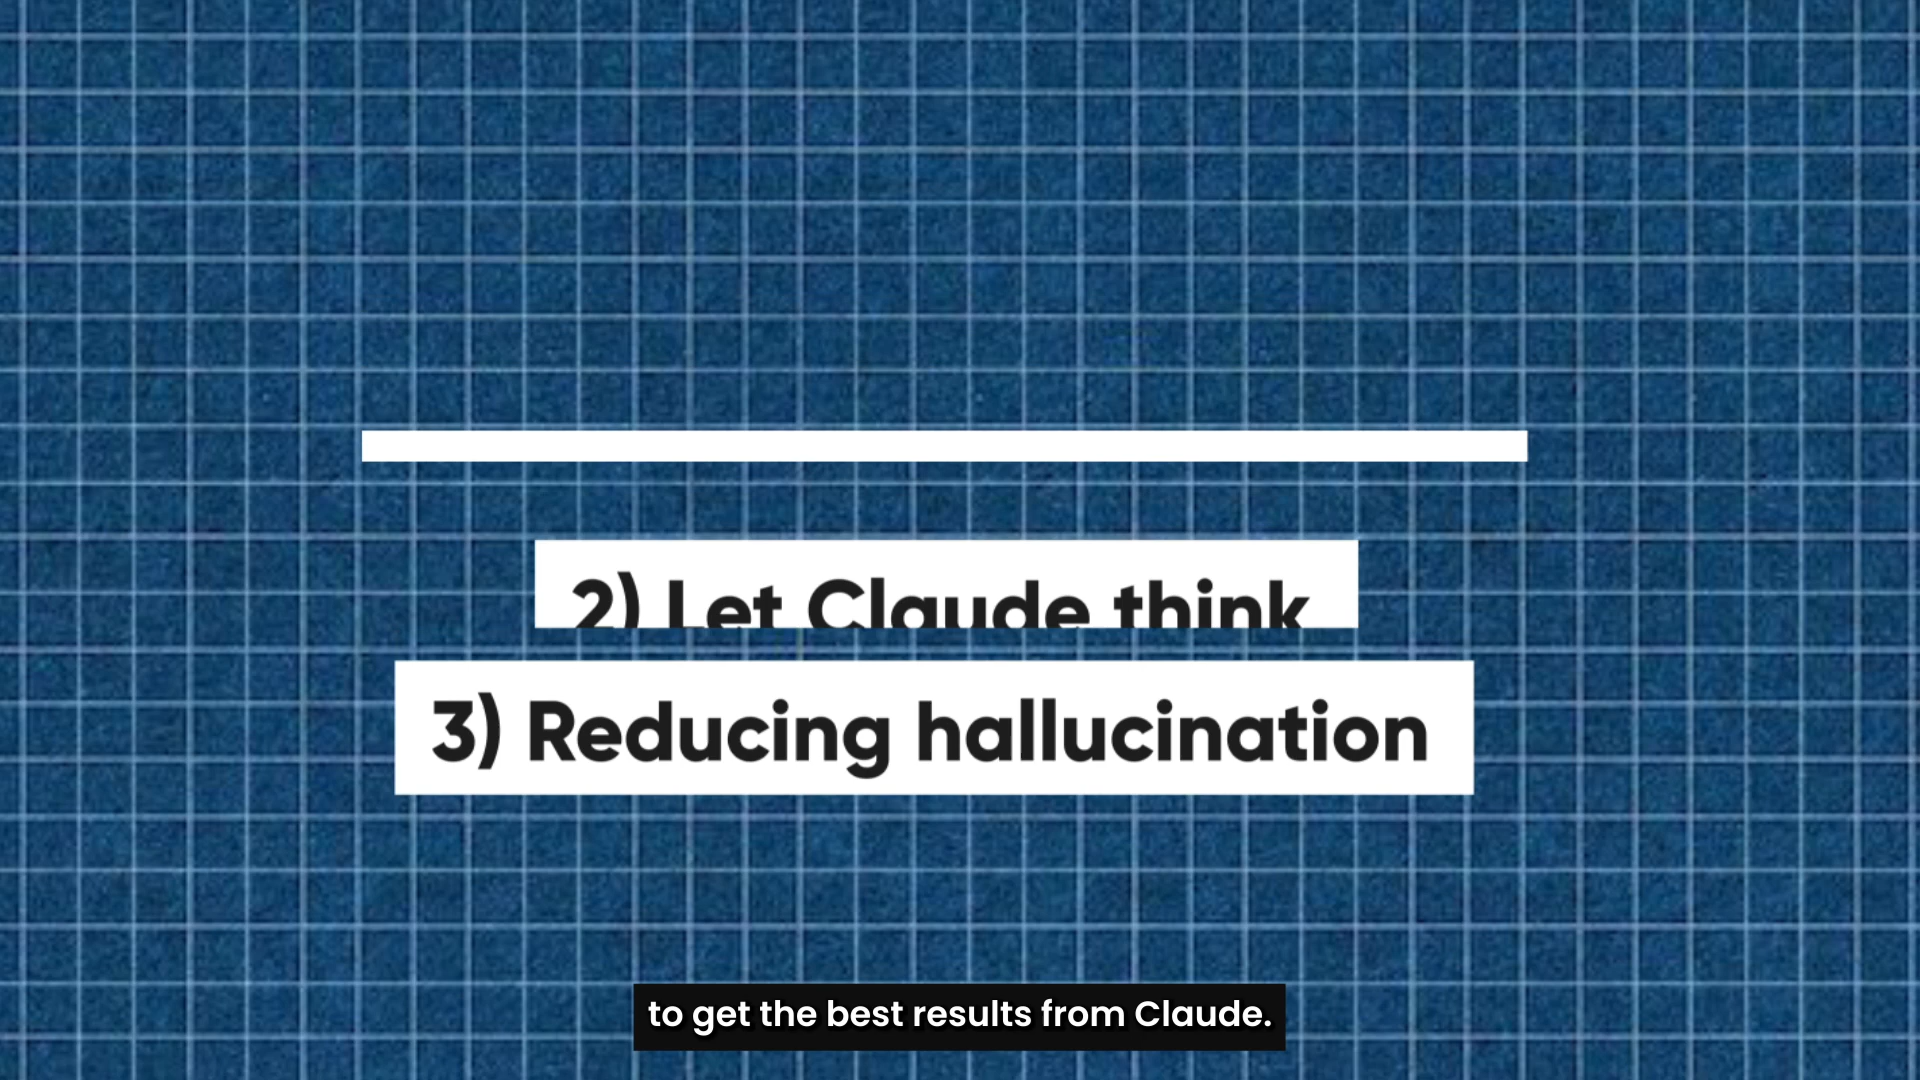 2) Let Claude think
3) Reducing hallucination
to get the best results from Claude.